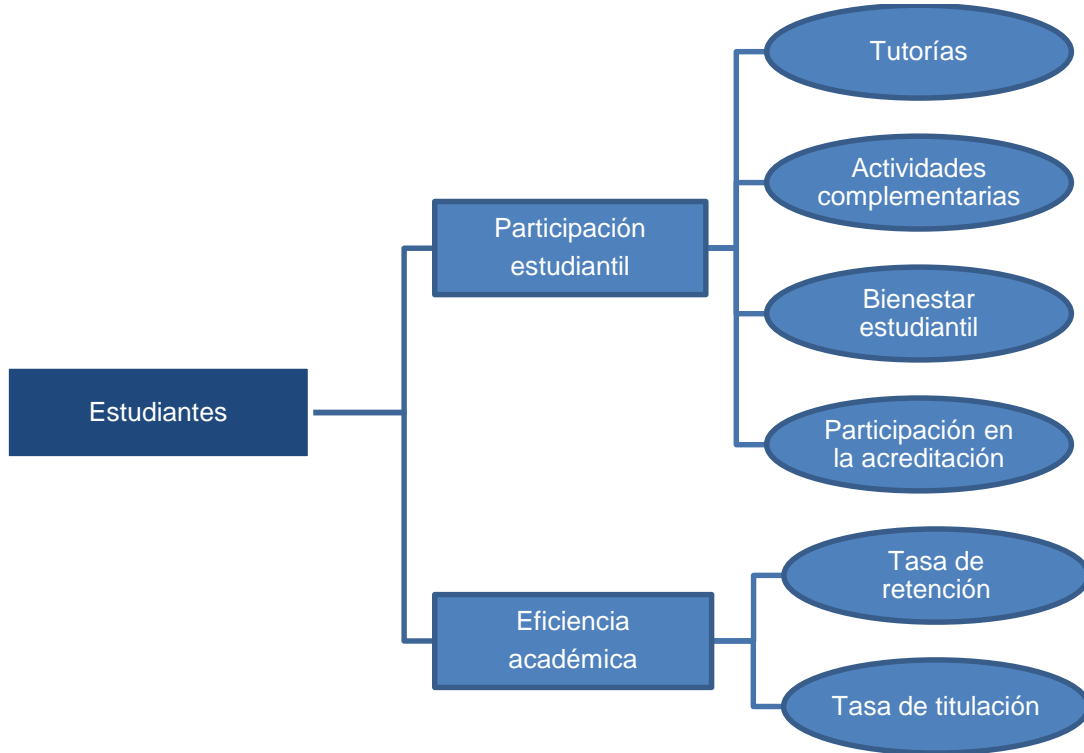 Tutorías
Actividades
complementarias
Participación
estudiantil
Bienestar
estudiantil
Estudiantes
Participación en
la acreditación
Tasa de
retención
Eficiencia
académica
Tasa de titulación